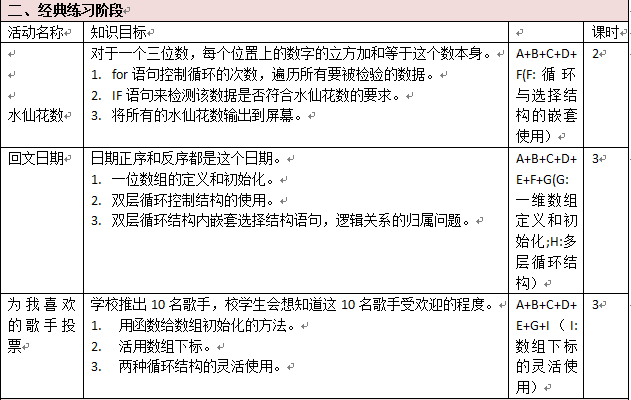 二、经典练习阶段
活动名称 知识目标 课时
水仙花数
对于一个三位数，每个位置上的数字的立方加和等于这个数本身。
1. for 语句控制循环的次数，遍历所有要被检验的数据。
2. IF 语句来检测该数据是否符合水仙花数的要求。
3. 将所有的水仙花数输出到屏幕。
A+B+C+D+
F(F: 循环
与选择结
构的嵌套
使用）
2
回文日期
日期正序和反序都是这个日期。
1. 一位数组的定义和初始化。
2. 双层循环控制结构的使用。
3. 双层循环结构内嵌套选择结构语句，逻辑关系的归属问题。
A+B+C+D+
E+F+G(G:
一维数组
定义和初
始化;H:多
层循环结
构）
3
为我喜欢
的歌手投
票
学校推出 10 名歌手，校学生会想知道这 10 名歌手受欢迎的程度。
1. 用函数给数组初始化的方法。
2. 活用数组下标。
3. 两种循环结构的灵活使用。
A+B+C+D+
E+G+I（I:
数组下标
的灵活使
用）
3